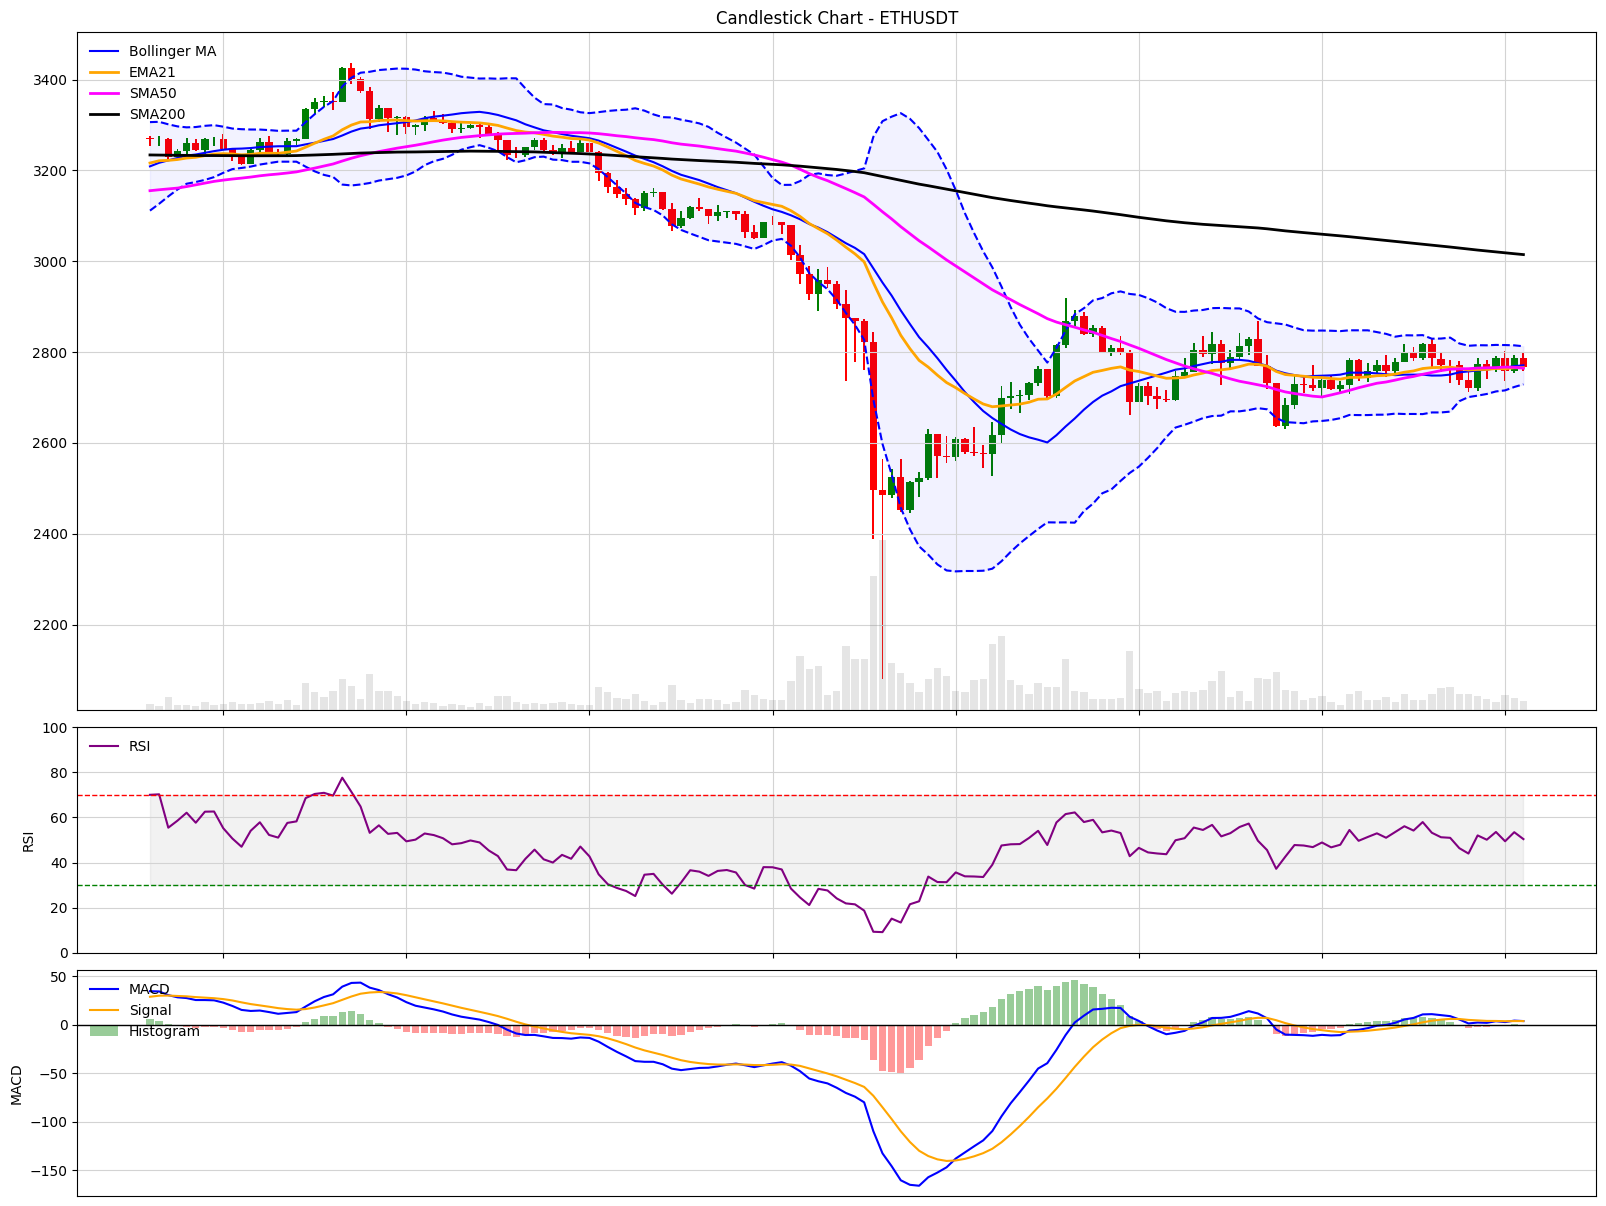 Candlestick Chart - ETHUSDT
Bollinger MA
EMA21
SMA50
SMA200
3400
3200
3000
2800
2600
2400
2200
RSI
100
80
60
40
20
0
RSI
MACD
Signal
Histogram
50
0
−50
−100
−150
MACD